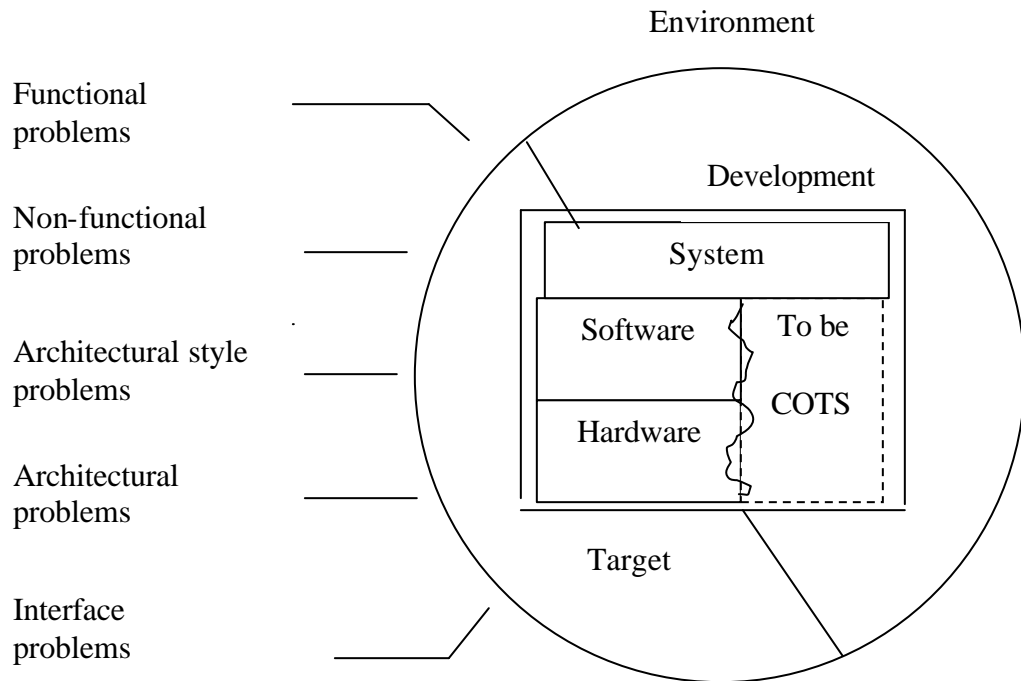 Environment
Functional
problems
Development
Non-functional
problems
System
Software
To be
Architectural style
problems
COTS
Hardware
Architectural
problems
Target
Interface
problems